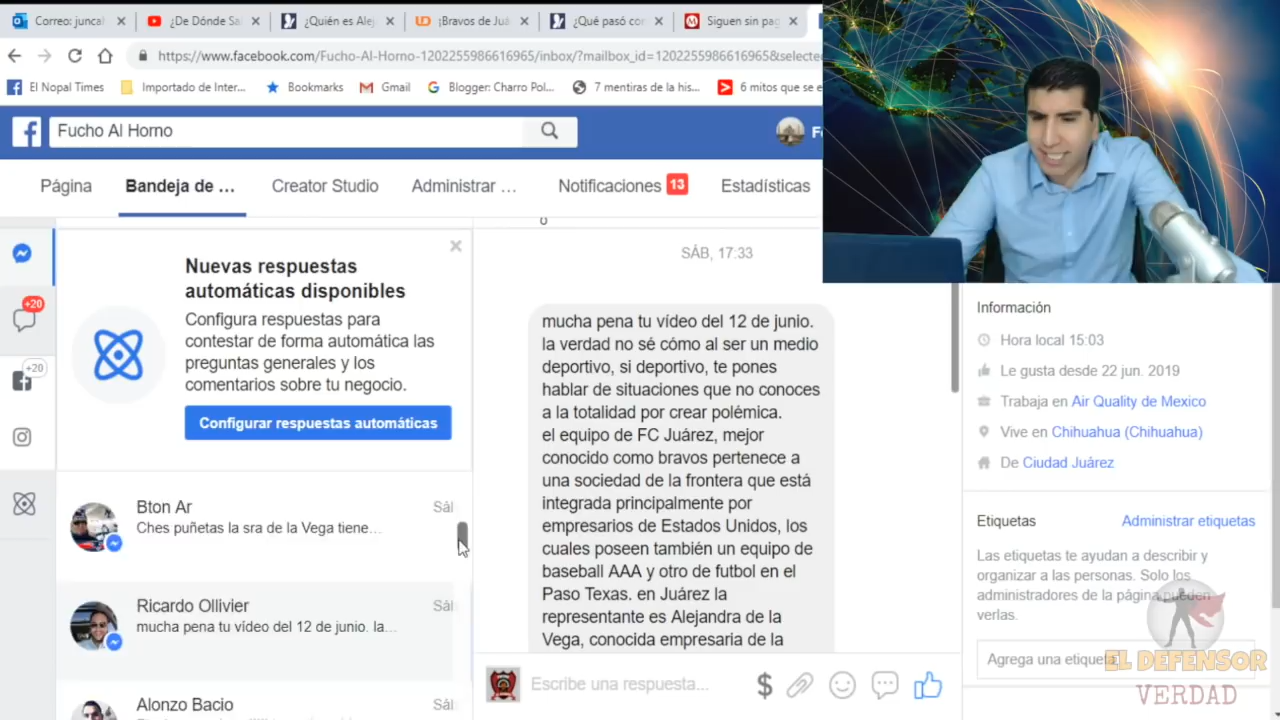 Correo: juncal
¿De Dónde Sa
¿Quién es Alej
¡Bravos de Juá
¿Qué pasó con
Siguen sin pag
https://www.facebook.com/Fucho-Al-Horno-1202255986616965/inbox/?mailbox_id=1202255986616965&selecte
El Nopal Times
Importado de Inter...
Bookmarks
Gmail
Blogger: Charro Pol...
7 mentiras de la his...
6 mitos que se e
Fucho Al Horno
Página
Bandeja de ...
Creator Studio
Administrar ...
Notificaciones 13
Estadísticas
+20
+20
Nuevas respuestas
automáticas disponibles
Configura respuestas para
contestar de forma automática las
preguntas generales y los
comentarios sobre tu negocio.
Configurar respuestas automáticas
Bton Ar
Sáb
Ches puñetas la sra de la Vega tiene...
Ricardo Ollivier
Sáb
mucha pena tu vídeo del 12 de junio. la...
Alonzo Bacio
Sáb
SÁB, 17:33
mucha pena tu vídeo del 12 de junio.
la verdad no sé cómo al ser un medio
deportivo, si deportivo, te pones
hablar de situaciones que no conoces
a la totalidad por crear polémica.
el equipo de FC Juárez, mejor
conocido como bravos pertenece a
una sociedad de la frontera que está
integrada principalmente por
empresarios de Estados Unidos, los
cuales poseen también un equipo de
baseball AAA y otro de futbol en el
Paso Texas. en Juárez la
representante es Alejandra de la
Vega, conocida empresaria de la
Escribe una respuesta...
Información
Hora local 15:03
Le gusta desde 22 jun. 2019
Trabaja en Air Quality de Mexico
Vive en Chihuahua (Chihuahua)
De Ciudad Juárez
Etiquetas
Administrar etiquetas
Las etiquetas te ayudan a describir y
organizar a las personas. Solo los
administradores de la página pueden
verlas.
Agrega una etiqueta
EL DEFENSOR
VERDAD